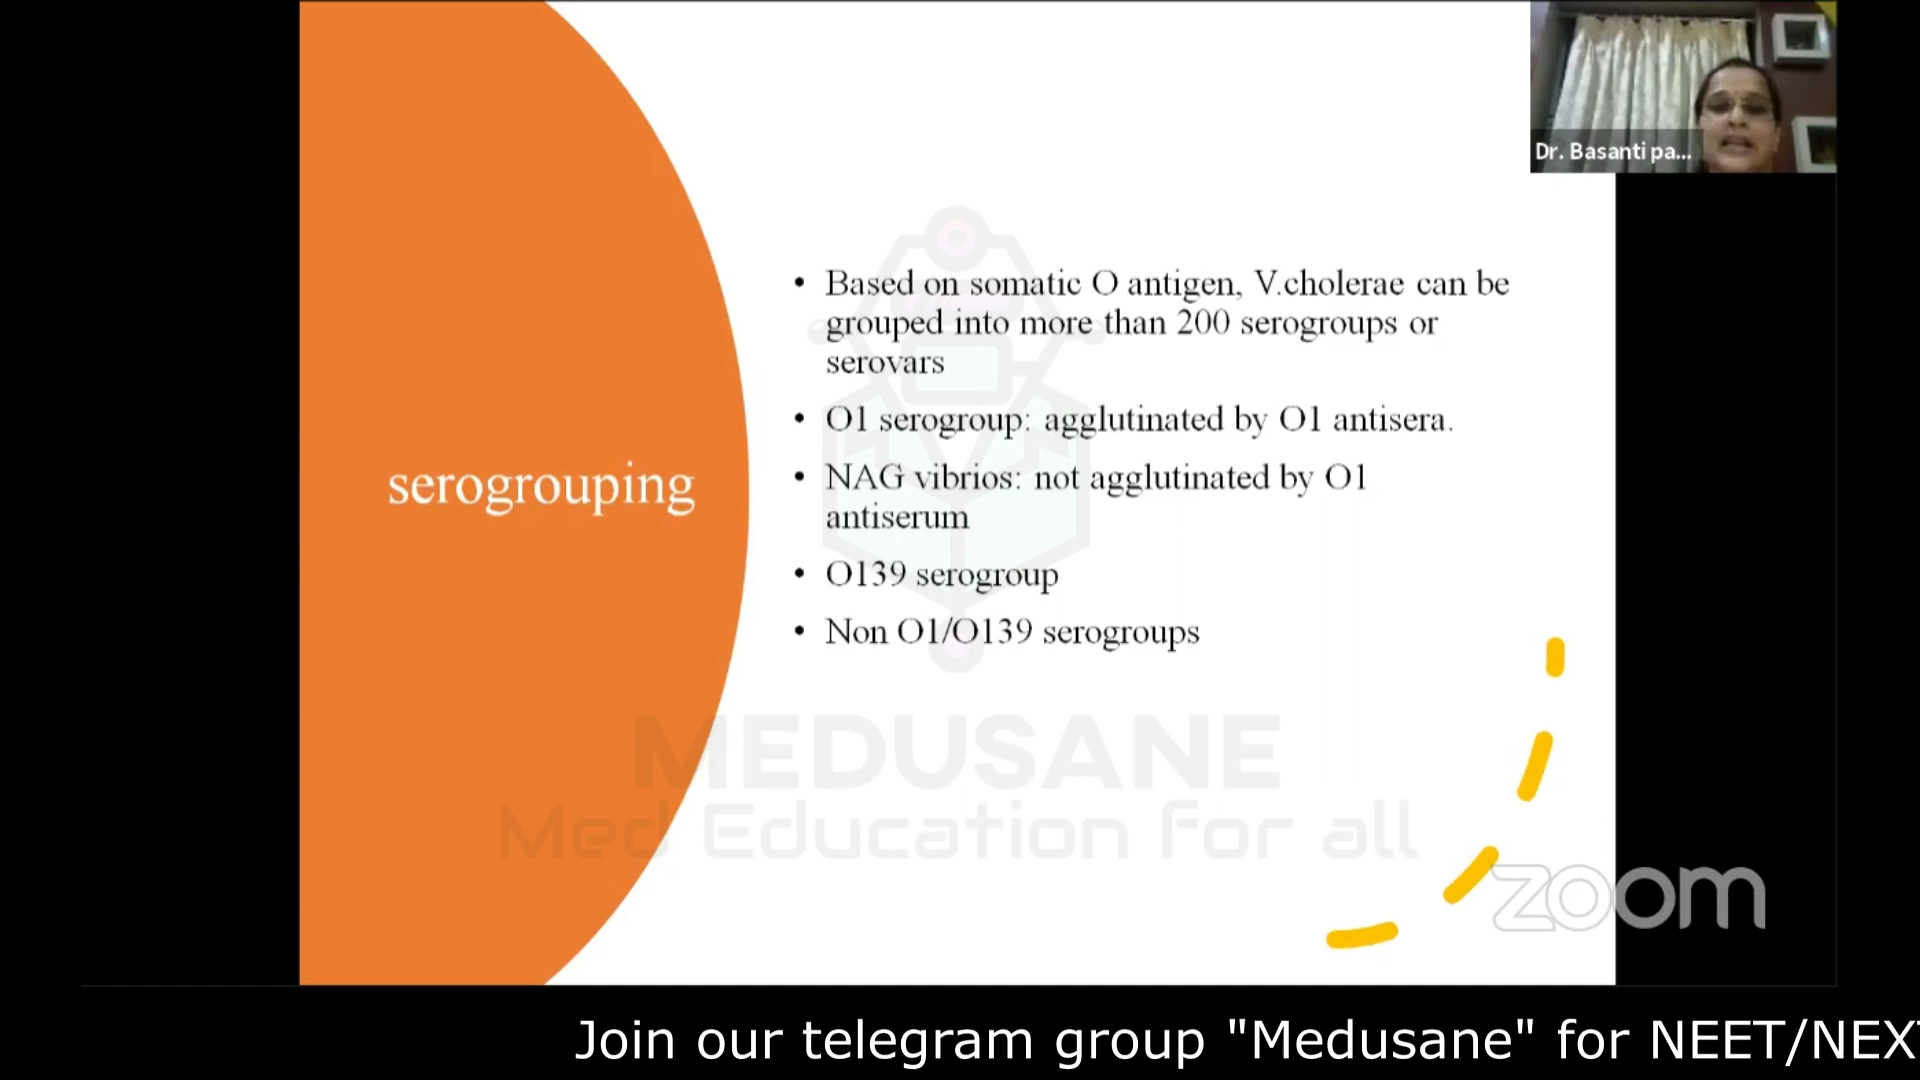 Dr. Basanti pa...
serogrouping
• Based on somatic O antigen, V.cholerae can be
grouped into more than 200 serogroups or
serovars
• O1 serogroup: agglutinated by O1 antisera.
• NAG vibrios: not agglutinated by O1
antiserum
• O139 serogroup
• Non O1/O139 serogroups
MEDUSANE
Med Education for all
zoom
Join our telegram group "Medusane" for NEET/NEX